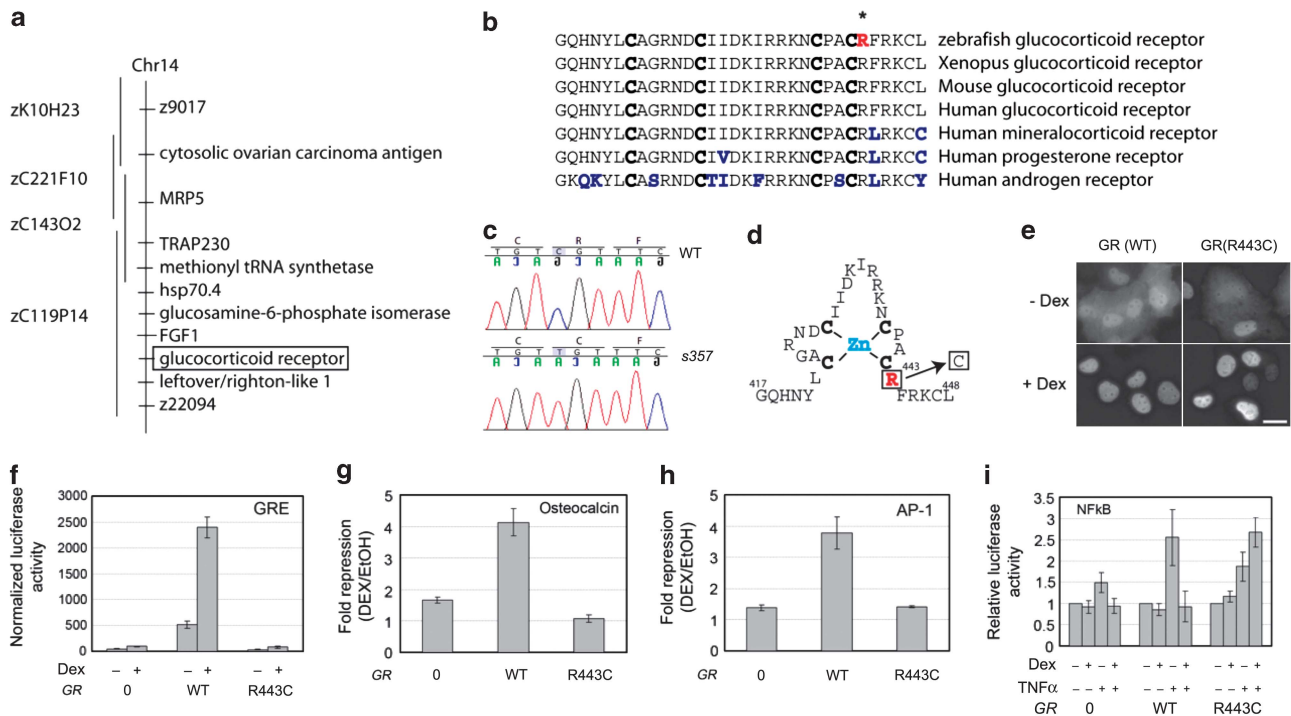 a
Chr14
zK10H23
z9017
cytosolic ovarian carcinoma antigen
zC221F10
MRP5
zC143O2
TRAP230
methionyl tRNA synthetase
hsp70.4
zC119P14
glucosamine-6-phosphate isomerase
FGF1
glucocorticoid receptor
leftover/righton-like 1
z22094
b
*
GQHNYLCAGRNDCIIDKIRRKNCPACRFRKCL zebrafish glucocorticoid receptor
GQHNYLCAGRNDCIIDKIRRKNCPACRFRKCL Xenopus glucocorticoid receptor
GQHNYLCAGRNDCIIDKIRRKNCPACRFRKCL Mouse glucocorticoid receptor
GQHNYLCAGRNDCIIDKIRRKNCPACRFRKCL Human glucocorticoid receptor
GQHNYLCAGRNDCIIDKIRRKNCPACRLRKCC Human mineralocorticoid receptor
GQHNYLCAGRNDCIVDKIRRKNCPACRLRKCC Human progesterone receptor
GKQKYLCASRNDCTIDKFRRKNCPSCRLRKCY Human androgen receptor
c
C R F
T G T C G T T T C
WT
A C A G C A A A G
C C F
T G T T G T T T C
s357
A C A A C A A A G
d
GQHNYLCAGRNDCIIDKIRRKNCPACRFRKCL
Zn
417
443
448
C
e
GR (WT) GR(R443C)
- Dex
+ Dex
f
GRE
Normalized luciferase activity
3000
2500
2000
1500
1000
500
0
Dex – + – + – +
GR 0 WT R443C
g
Osteocalcin
Fold repression (DEX/EtOH)
5
4
3
2
1
0
GR 0 WT R443C
h
AP-1
Fold repression (DEX/EtOH)
5
4
3
2
1
0
GR 0 WT R443C
i
NFkB
Relative luciferase activity
3.5
3
2.5
2
1.5
1
0.5
0
Dex – + – + – + – + – + – +
TNFα – – + + – – + + – – + +
GR 0 WT R443C